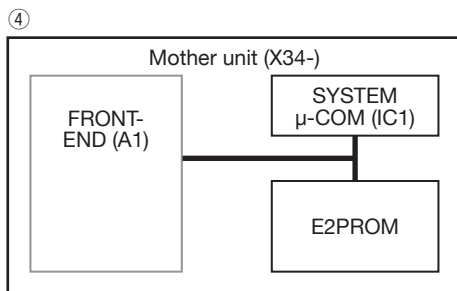 ④
Mother unit (X34-)
FRONT-
END (A1)
SYSTEM
µ-COM (IC1)
E2PROM